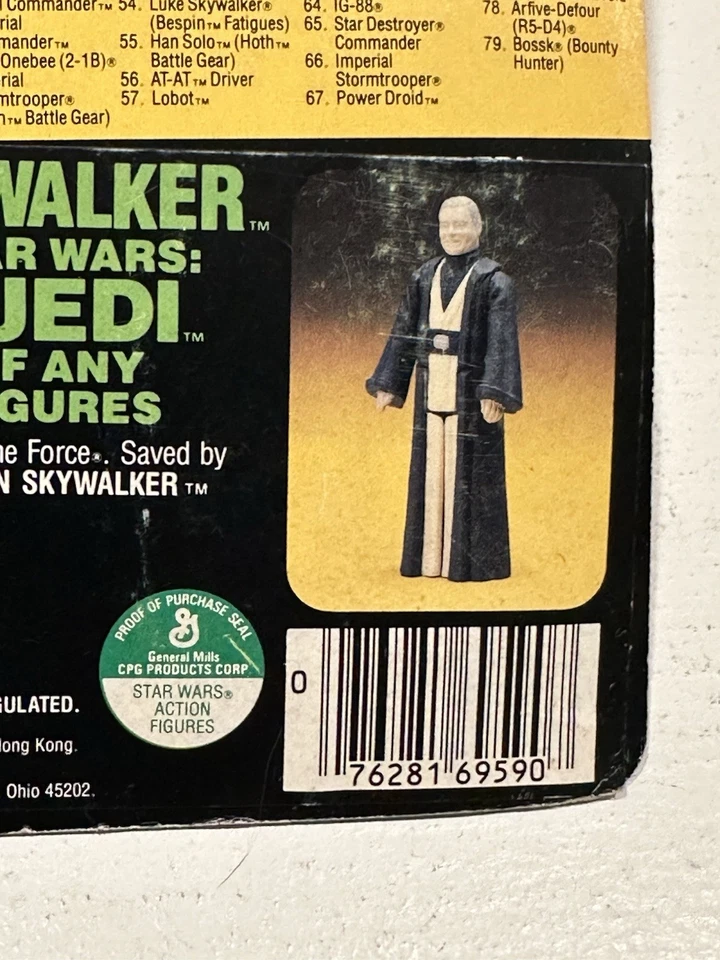 Commander™
rial
mander™
Onebee (2-1B)®
rial
mtrooper®
™ Battle Gear)
54. Luke Skywalker®
(Bespin™ Fatigues)
55. Han Solo™ (Hoth™
Battle Gear)
56. AT-AT™ Driver
57. Lobot™
64. IG-88®
65. Star Destroyer®
Commander
66. Imperial
Stormtrooper®
67. Power Droid™
78. Arfive-Defour
(R5-D4)®
79. Bossk® (Bounty
Hunter)
WALKER™
AR WARS:
JEDI™
F ANY
GURES
he Force®. Saved by
N SKYWALKER™
PROOF OF PURCHASE SEAL
G
General Mills
CPG PRODUCTS CORP
STAR WARS®
ACTION
FIGURES
GULATED.
Hong Kong.
Ohio 45202.
0 76281 69590